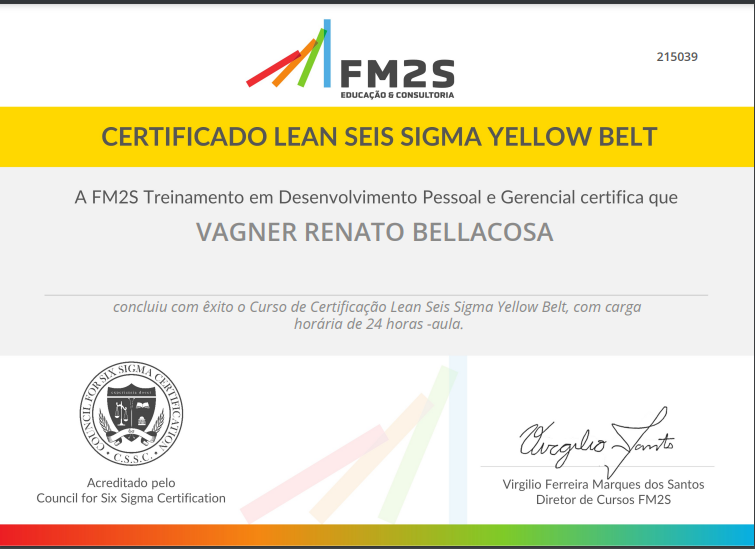 FM2S
EDUCAÇÃO & CONSULTORIA
215039
CERTIFICADO LEAN SEIS SIGMA YELLOW BELT
A FM2S Treinamento em Desenvolvimento Pessoal e Gerencial certifica que
VAGNER RENATO BELLACOSA
concluiu com êxito o Curso de Certificação Lean Seis Sigma Yellow Belt, com carga
horária de 24 horas -aula.
COUNCIL FOR SIX SIGMA CERTIFICATION
C.S.S.C.
Acreditado pelo
Council for Six Sigma Certification
Virgilio Santos
Virgilio Ferreira Marques dos Santos
Diretor de Cursos FM2S